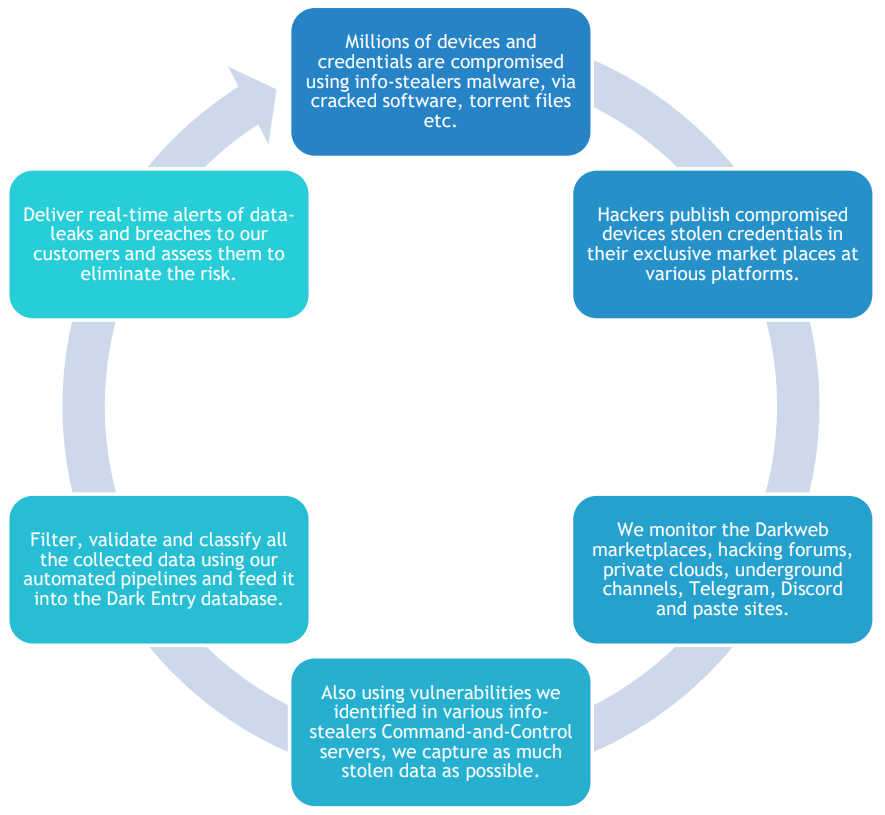 Millions of devices and
credentials are compromised
using info-stealers malware, via
cracked software, torrent files
etc.
Hackers publish compromised
devices stolen credentials in
their exclusive market places at
various platforms.
We monitor the Darkweb
marketplaces, hacking forums,
private clouds, underground
channels, Telegram, Discord
and paste sites.
Also using vulnerabilities we
identified in various info-
stealers Command-and-Control
servers, we capture as much
stolen data as possible.
Filter, validate and classify all
the collected data using our
automated pipelines and feed it
into the Dark Entry database.
Deliver real-time alerts of data-
leaks and breaches to our
customers and assess them to
eliminate the risk.